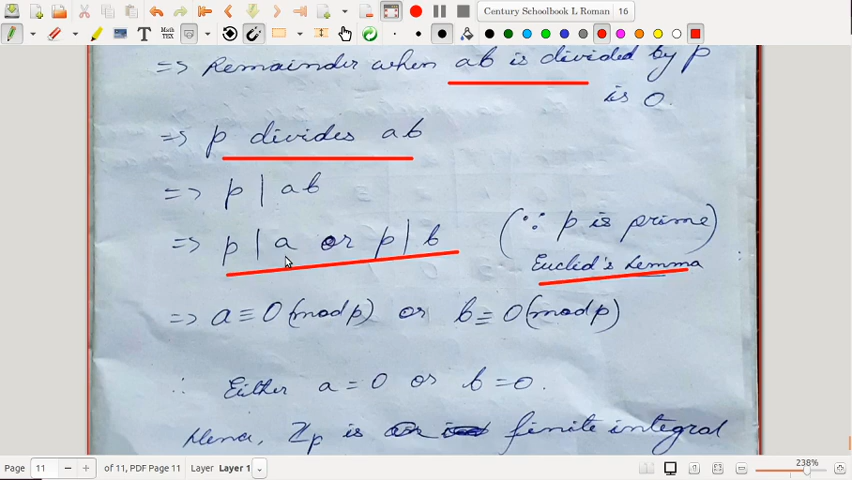 Century Schoolbook L Roman 16
T Math TEX
=> Remainder when ab is divided by p
is 0.
=> p divides ab
=> p | ab
=> p | a or p | b (∵ p is prime)
Euclid's Lemma
=> a ≡ 0 (mod p) or b ≡ 0 (mod p)
∴ Either a = 0 or b = 0.
Hence, ℤp is finite integral
Page 11 of 11, PDF Page 11 Layer Layer 1 238%